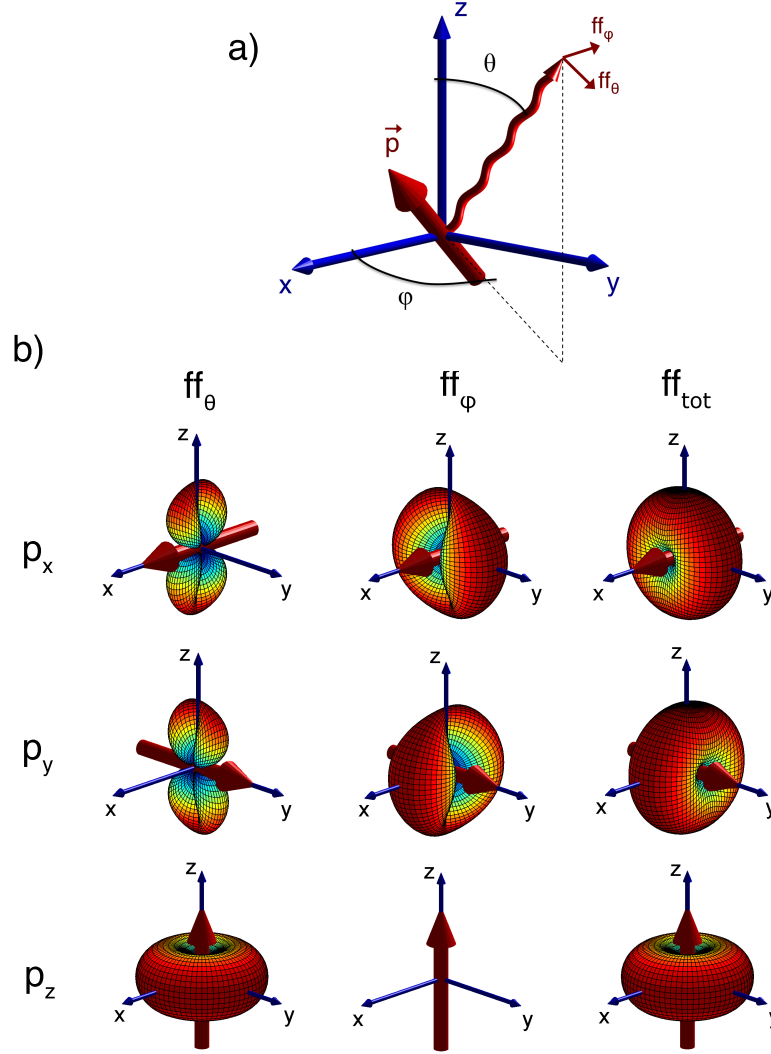 a)
z
ff_φ
θ
ff_θ
p⃗
x
y
φ
b)
ff_θ ff_φ ff_tot
z z z
p_x
x y x y x y
z z z
p_y
x y x y x y
z z z
p_z
x y x y x y